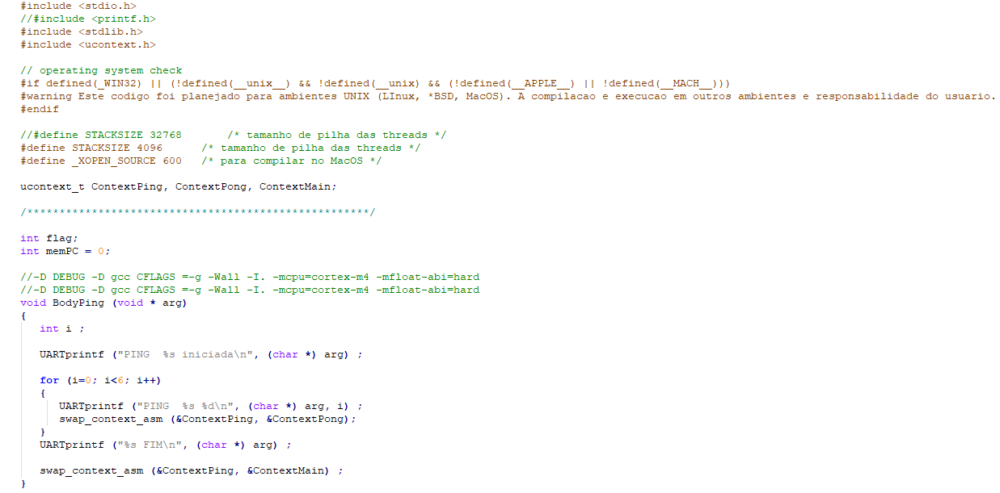 #include <stdio.h>
//#include <printf.h>
#include <stdlib.h>
#include <ucontext.h>

// operating system check
#if defined(_WIN32) || (!defined(__unix__) && !defined(__unix) && (!defined(__APPLE__) || !defined(__MACH__)))
#warning Este codigo foi planejado para ambientes UNIX (LInux, *BSD, MacOS). A compilacao e execucao em outros ambientes e responsabilidade do usuario.
#endif

//#define STACKSIZE 32768       /* tamanho de pilha das threads */
#define STACKSIZE 4096      /* tamanho de pilha das threads */
#define _XOPEN_SOURCE 600   /* para compilar no MacOS */

ucontext_t ContextPing, ContextPong, ContextMain;

/*****************************************************/

int flag;
int memPC = 0;

//-D DEBUG -D gcc CFLAGS =-g -Wall -I. -mcpu=cortex-m4 -mfloat-abi=hard
//-D DEBUG -D gcc CFLAGS =-g -Wall -I. -mcpu=cortex-m4 -mfloat-abi=hard
void BodyPing (void * arg)
{
   int i ;

   UARTprintf ("PING  %s iniciada\n", (char *) arg) ;

   for (i=0; i<6; i++)
   {
      UARTprintf ("PING  %s %d\n", (char *) arg, i) ;
      swap_context_asm (&ContextPing, &ContextPong);
   }
   UARTprintf ("%s FIM\n", (char *) arg) ;

   swap_context_asm (&ContextPing, &ContextMain) ;
}